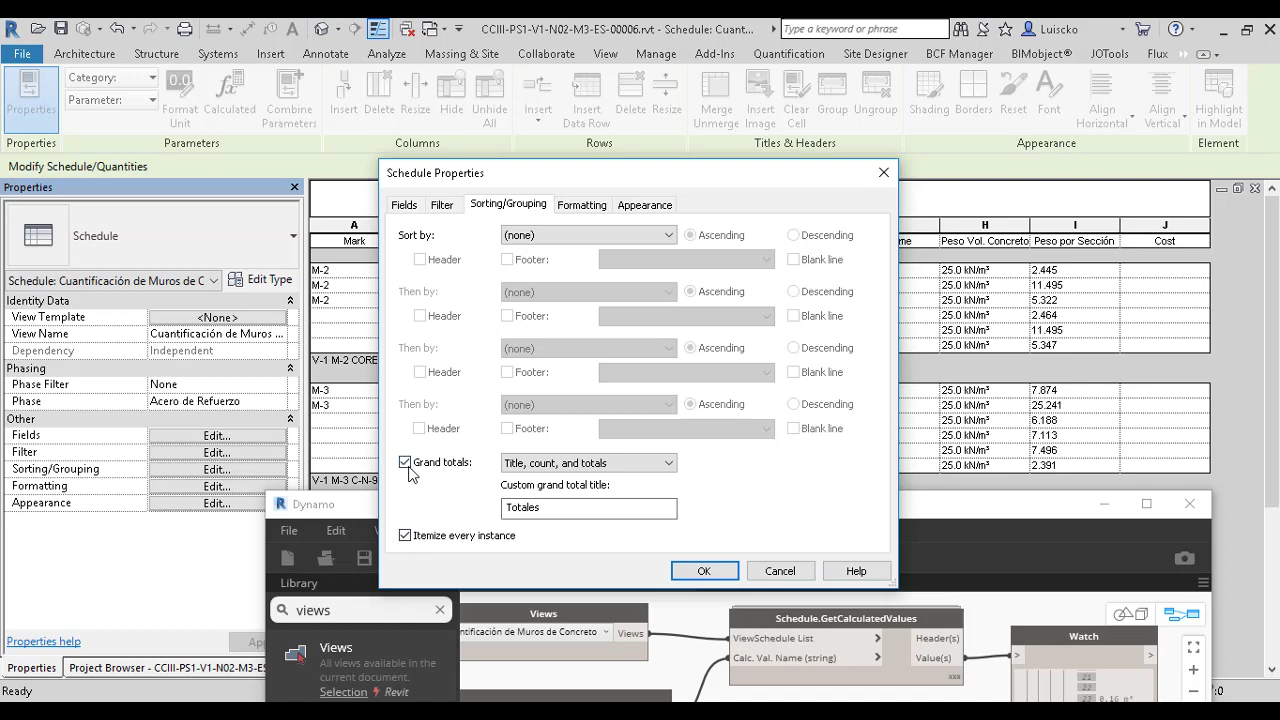 CCIII-PS1-V1-N02-M3-ES-00006.rvt - Schedule: Cuant...
Type a keyword or phrase
Luiscko
File Architecture Structure Systems Insert Annotate Analyze Massing & Site Collaborate View Manage Add-Ins Quantification Site Designer BCF Manager BIMobject® JOTools Flux
Category:
Parameter:
Properties
Format
Unit
Calculated
Combine
Parameters
Insert
Delete
Resize
Hide
Unhide
All
Insert
Insert
Data Row
Delete
Resize
Merge
Unmerge
Insert
Image
Clear
Cell
Group
Ungroup
Shading
Borders
Reset
Font
Align
Horizontal
Align
Vertical
Highlight
in Model
Properties Parameters Columns Rows Titles & Headers Appearance Element
Modify Schedule/Quantities
Properties
Schedule
Schedule: Cuantificación de Muros de C
Edit Type
Identity Data
View Template <None>
View Name Cuantificación de Muros ...
Dependency Independent
Phasing
Phase Filter None
Phase Acero de Refuerzo
Other
Fields Edit...
Filter Edit...
Sorting/Grouping Edit...
Formatting Edit...
Appearance Edit...
Properties help
Properties
Project Browser - CCIII-PS1-V1-N02-M3-ES-
Ready
A
Mark
M-2
M-2
M-2
V-1 M-2 CORE
M-3
M-3
V-1 M-3 C-N-9
H I J
Peso Vol. Concreto Peso por Sección Cost
25.0 kN/m³ 2.445
25.0 kN/m³ 11.495
25.0 kN/m³ 5.322
25.0 kN/m³ 2.464
25.0 kN/m³ 11.495
25.0 kN/m³ 5.347
25.0 kN/m³ 7.874
25.0 kN/m³ 25.241
25.0 kN/m³ 6.188
25.0 kN/m³ 7.113
25.0 kN/m³ 7.496
25.0 kN/m³ 2.391
Schedule Properties
Fields Filter Sorting/Grouping Formatting Appearance
Sort by: (none) Ascending Descending
Header Footer: Blank line
Then by: (none) Ascending Descending
Header Footer: Blank line
Then by: (none) Ascending Descending
Header Footer: Blank line
Then by: (none) Ascending Descending
Header Footer: Blank line
Grand totals: Title, count, and totals
Custom grand total title:
Totales
Itemize every instance
OK Cancel Help
Dynamo
File Edit
Library
views
Views
All views available in the
current document.
Selection Revit
Views
Views
Schedule.GetCalculatedValues
ViewSchedule List > Header(s)
Calc. Val. Name (string) > Value(s)
xxx
Watch
> >